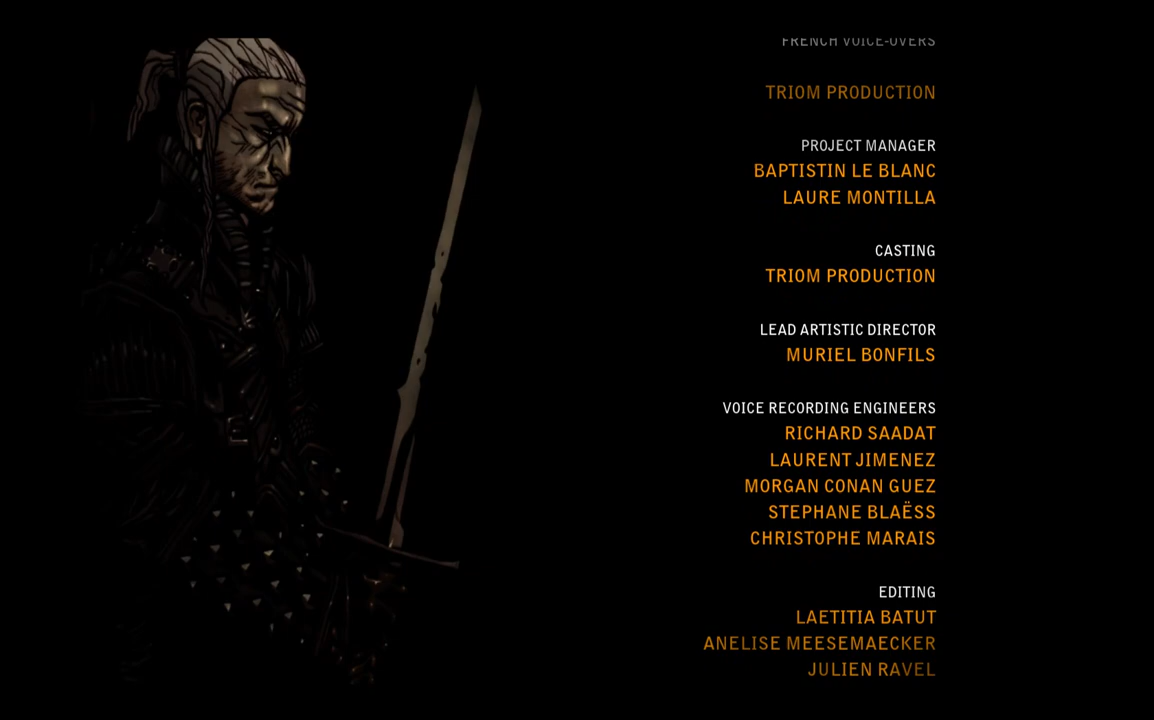 FRENCH VOICE-OVERS
TRIOM PRODUCTION
PROJECT MANAGER
BAPTISTIN LE BLANC
LAURE MONTILLA
CASTING
TRIOM PRODUCTION
LEAD ARTISTIC DIRECTOR
MURIEL BONFILS
VOICE RECORDING ENGINEERS
RICHARD SAADAT
LAURENT JIMENEZ
MORGAN CONAN GUEZ
STEPHANE BLAËSS
CHRISTOPHE MARAIS
EDITING
LAETITIA BATUT
ANELISE MEESEMAECKER
JULIEN RAVEL